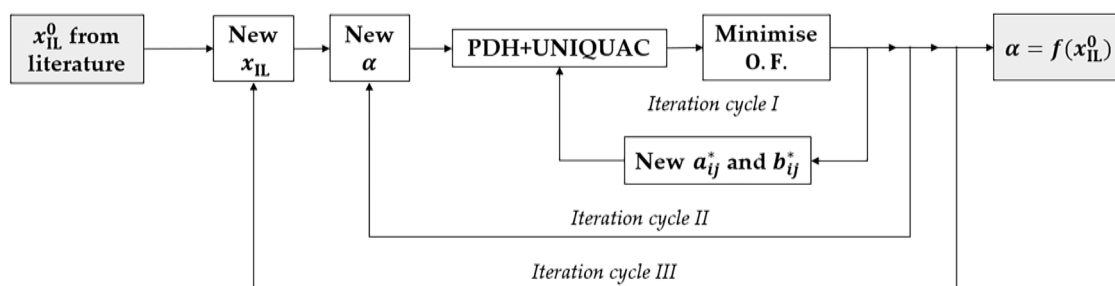 x⁰_IL from
literature
New
x_IL
New
α
PDH+UNIQUAC
Minimise
O. F.
α = f(x⁰_IL)
Iteration cycle I
New a*_ij and b*_ij
Iteration cycle II
Iteration cycle III